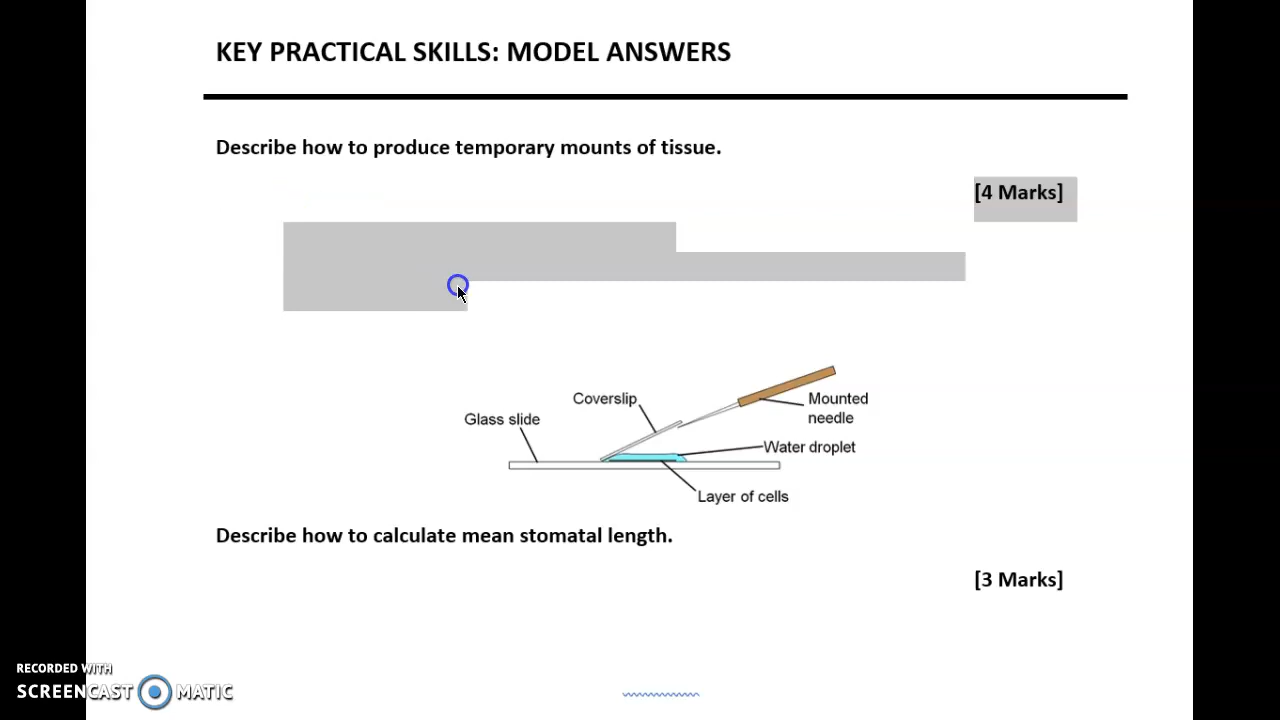 KEY PRACTICAL SKILLS: MODEL ANSWERS
Describe how to produce temporary mounts of tissue.
[4 Marks]
Coverslip
Mounted
needle
Glass slide
Water droplet
Layer of cells
Describe how to calculate mean stomatal length.
[3 Marks]
RECORDED WITH
SCREENCAST MATIC